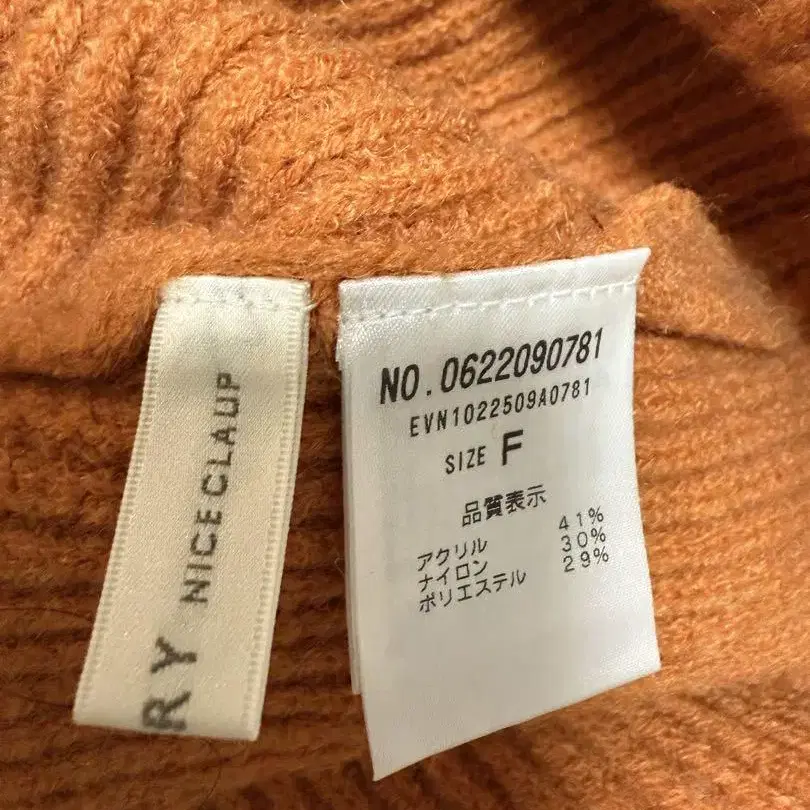 RY NICE CLAUP
NO.0622090781
EVN1022509A0781
SIZE F
品質表示
アクリル 41%
ナイロン 30%
ポリエステル 29%